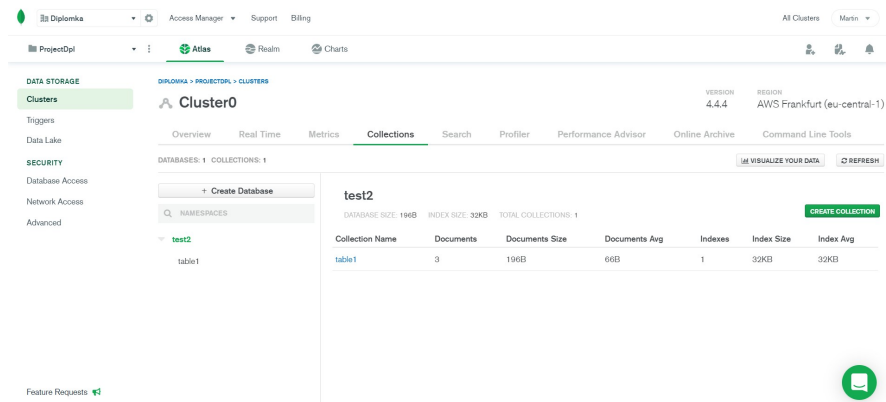 Diplomka Access Manager Support Billing All Clusters Martin
ProjectDpl Atlas Realm Charts
DATA STORAGE
Clusters
Triggers
Data Lake
SECURITY
Database Access
Network Access
Advanced
Feature Requests
DIPLOMKA > PROJECTDPL > CLUSTERS
Cluster0
VERSION
4.4.4
REGION
AWS Frankfurt (eu-central-1)
Overview Real Time Metrics Collections Search Profiler Performance Advisor Online Archive Command Line Tools
DATABASES: 1 COLLECTIONS: 1 VISUALIZE YOUR DATA REFRESH
+ Create Database
NAMESPACES
test2
table1
test2
DATABASE SIZE: 196B INDEX SIZE: 32KB TOTAL COLLECTIONS: 1 CREATE COLLECTION
Collection Name Documents Documents Size Documents Avg Indexes Index Size Index Avg
table1 3 196B 66B 1 32KB 32KB